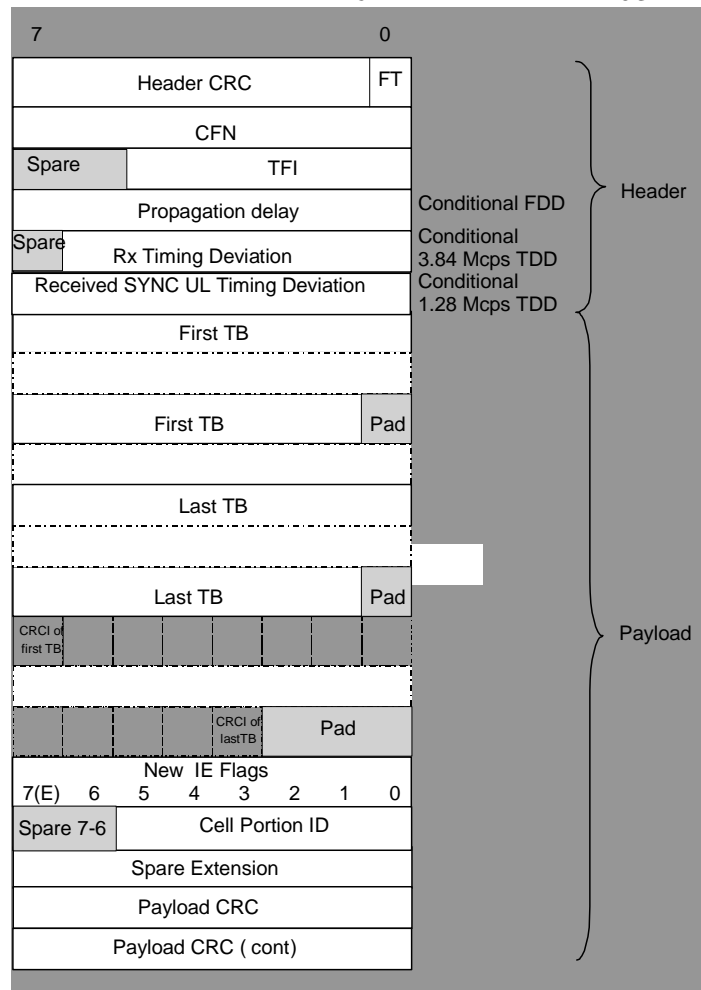 7 0
Header CRC FT
CFN
Spare TFI
Propagation delay Conditional FDD
Header
Spare Rx Timing Deviation Conditional
3.84 Mcps TDD
Received SYNC UL Timing Deviation Conditional
1.28 Mcps TDD
First TB
First TB Pad
Last TB
Last TB Pad
CRCI of
first TB
Payload
CRCI of
lastTB
Pad
New IE Flags
7(E) 6 5 4 3 2 1 0
Spare 7-6 Cell Portion ID
Spare Extension
Payload CRC
Payload CRC ( cont)